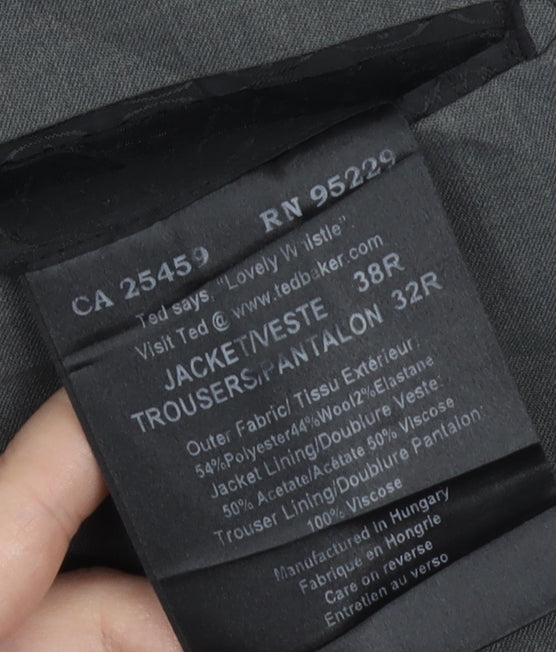 CA 25459 RN 95229
Ted says, "Lovely Whistle".
Visit Ted @ www.tedbaker.com
JACKET/VESTE 38R
TROUSERS/PANTALON 32R
Outer Fabric/ Tissu Extérieur:
54%Polyester44%Wool2%Elastane
Jacket Lining/Doublure Veste:
50% Acetate/Acétate 50% Viscose
Trouser Lining/Doublure Pantalon:
100% Viscose
Manufactured in Hungary
Fabrique en Hongrie
Care on reverse
Entretien au verso